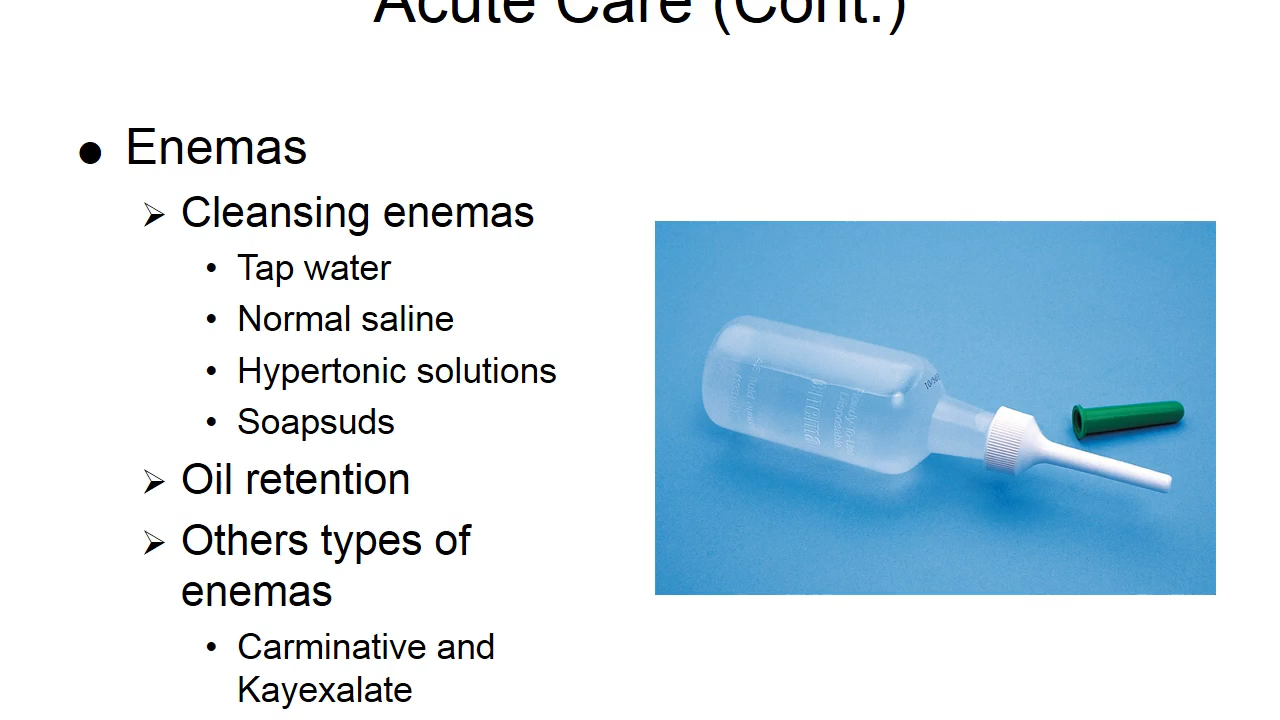 Acute Care (Cont.)
● Enemas
➢ Cleansing enemas
• Tap water
• Normal saline
• Hypertonic solutions
• Soapsuds
➢ Oil retention
➢ Others types of
enemas
• Carminative and
Kayexalate